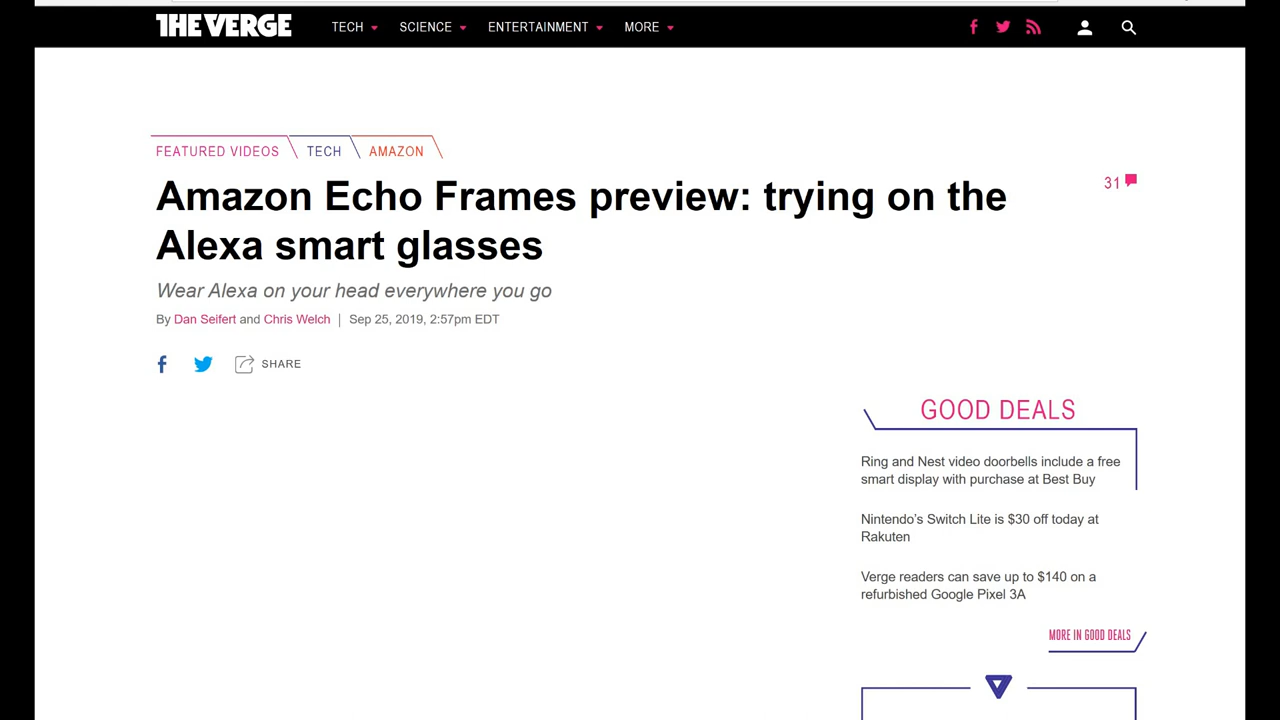 THE VERGE
TECH SCIENCE ENTERTAINMENT MORE
FEATURED VIDEOS TECH AMAZON
Amazon Echo Frames preview: trying on the
Alexa smart glasses
31
Wear Alexa on your head everywhere you go
By Dan Seifert and Chris Welch | Sep 25, 2019, 2:57pm EDT
SHARE
GOOD DEALS
Ring and Nest video doorbells include a free
smart display with purchase at Best Buy
Nintendo’s Switch Lite is $30 off today at
Rakuten
Verge readers can save up to $140 on a
refurbished Google Pixel 3A
MORE IN GOOD DEALS